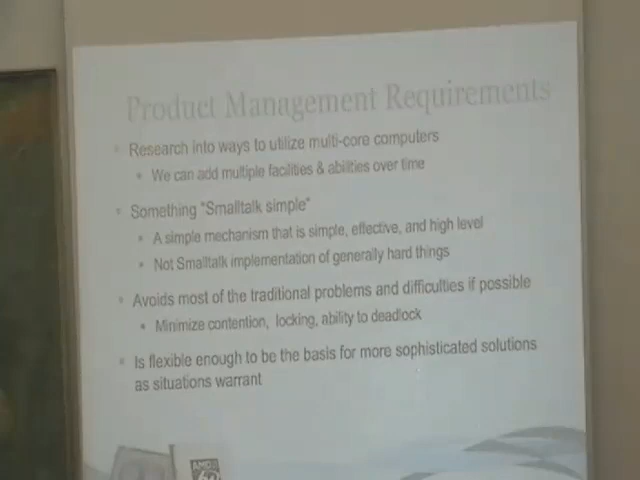 Product Management Requirements
Research into ways to utilize multi-core computers
We can add multiple facilities & abilities over time
Something "Smalltalk simple"
A simple mechanism that is simple, effective, and high level
Not Smalltalk implementation of generally hard things
Avoids most of the traditional problems and difficulties if possible
Minimize contention, locking, ability to deadlock
Is flexible enough to be the basis for more sophisticated solutions
as situations warrant
AMD